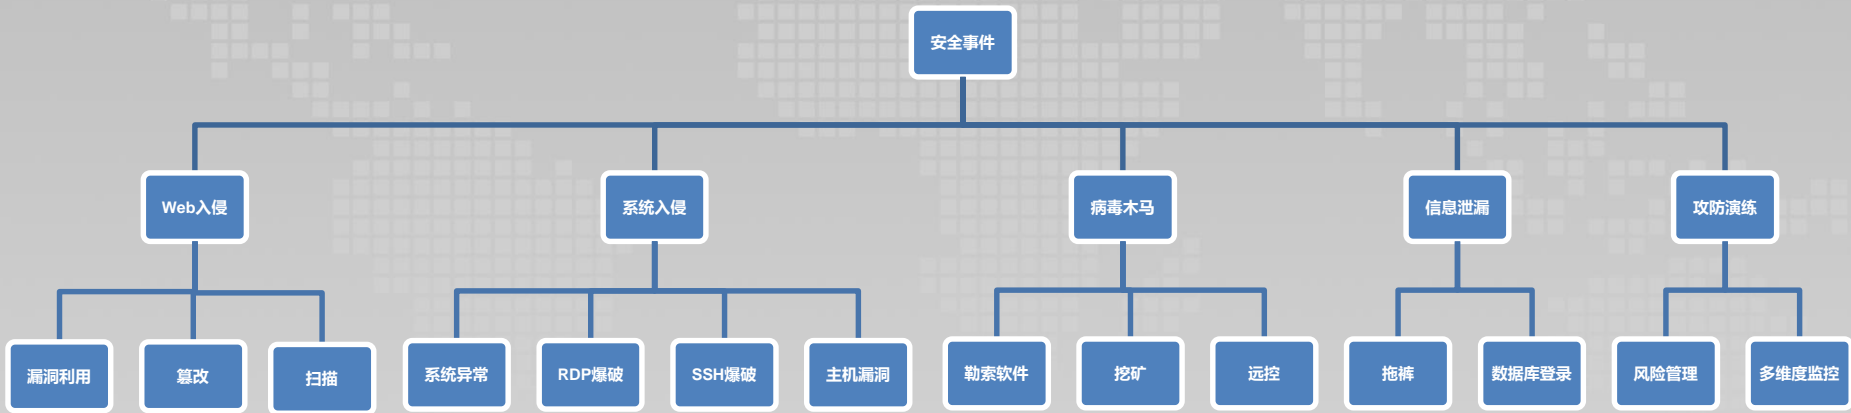 安全事件
Web入侵
系统入侵
病毒木马
信息泄漏
攻防演练
漏洞利用
篡改
扫描
系统异常
RDP爆破
SSH爆破
主机漏洞
勒索软件
挖矿
远控
拖裤
数据库登录
风险管理
多维度监控